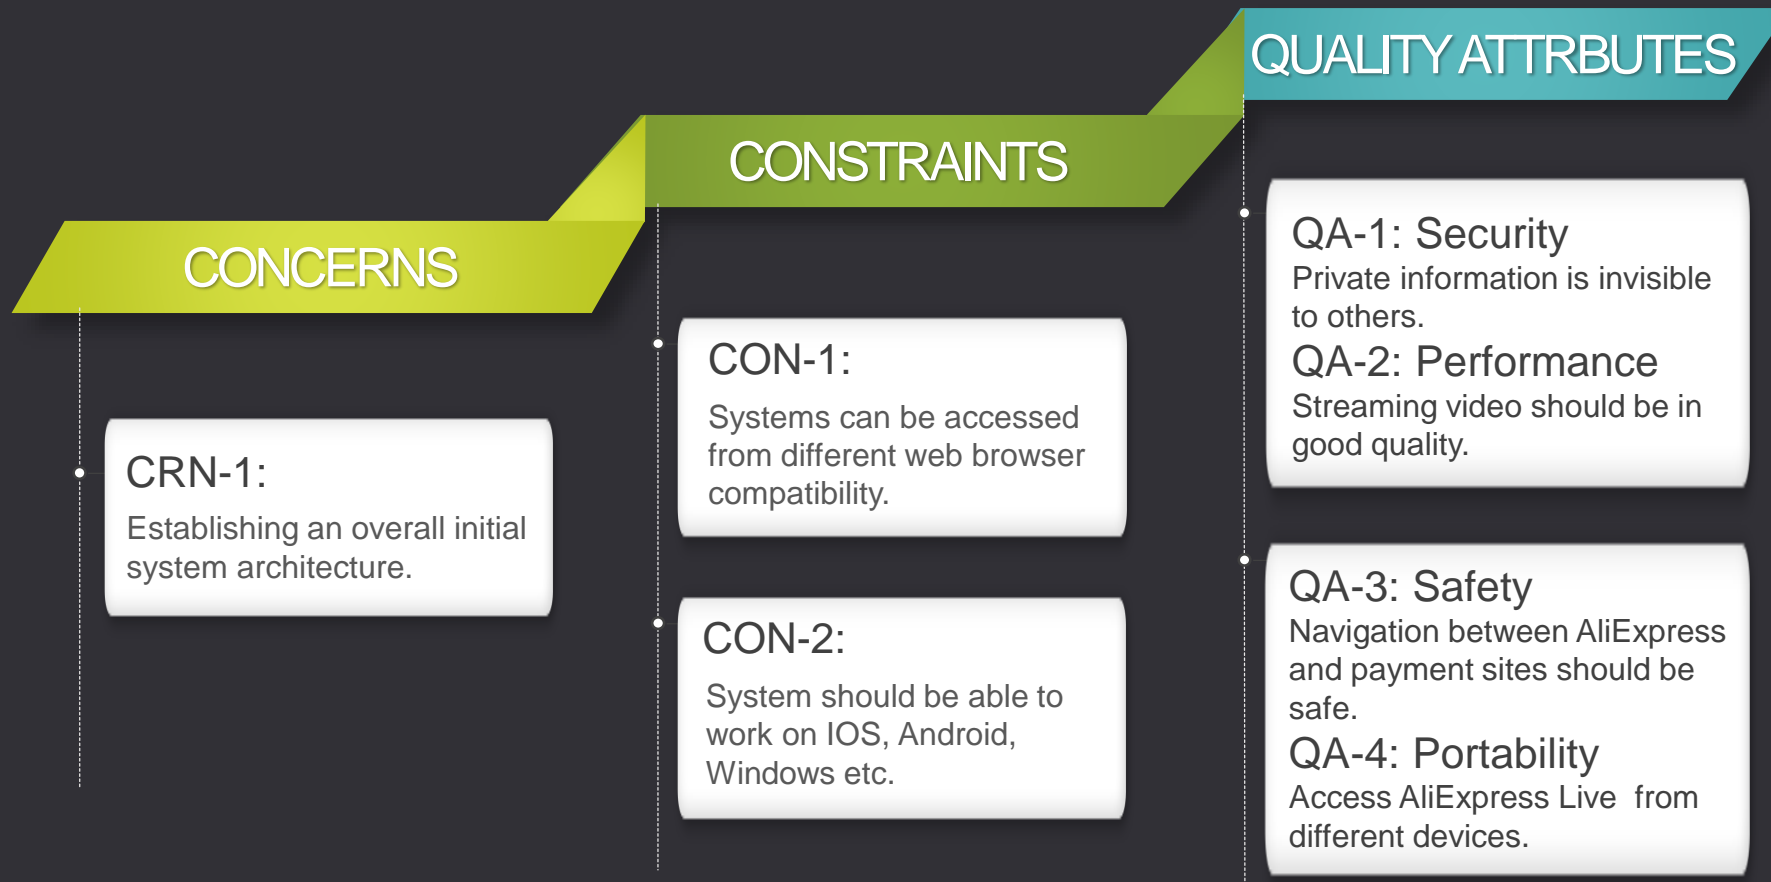 CONCERNS
CRN-1:
Establishing an overall initial
system architecture.
CONSTRAINTS
CON-1:
Systems can be accessed
from different web browser
compatibility.
CON-2:
System should be able to
work on IOS, Android,
Windows etc.
QUALITY ATTRBUTES
QA-1: Security
Private information is invisible
to others.
QA-2: Performance
Streaming video should be in
good quality.
QA-3: Safety
Navigation between AliExpress
and payment sites should be
safe.
QA-4: Portability
Access AliExpress Live  from
different devices.